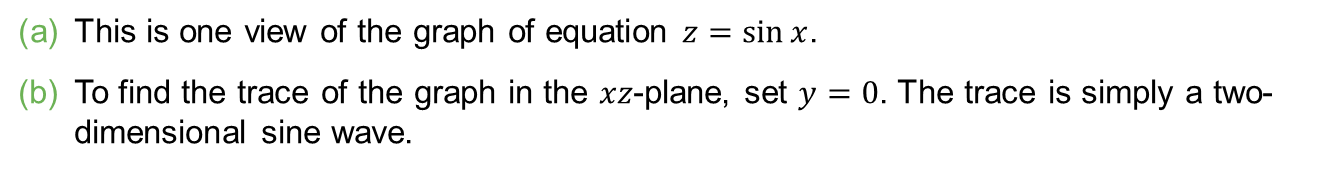 (a) This is one view of the graph of equation z = sin x.
(b) To find the trace of the graph in the xz-plane, set y = 0. The trace is simply a two-
dimensional sine wave.